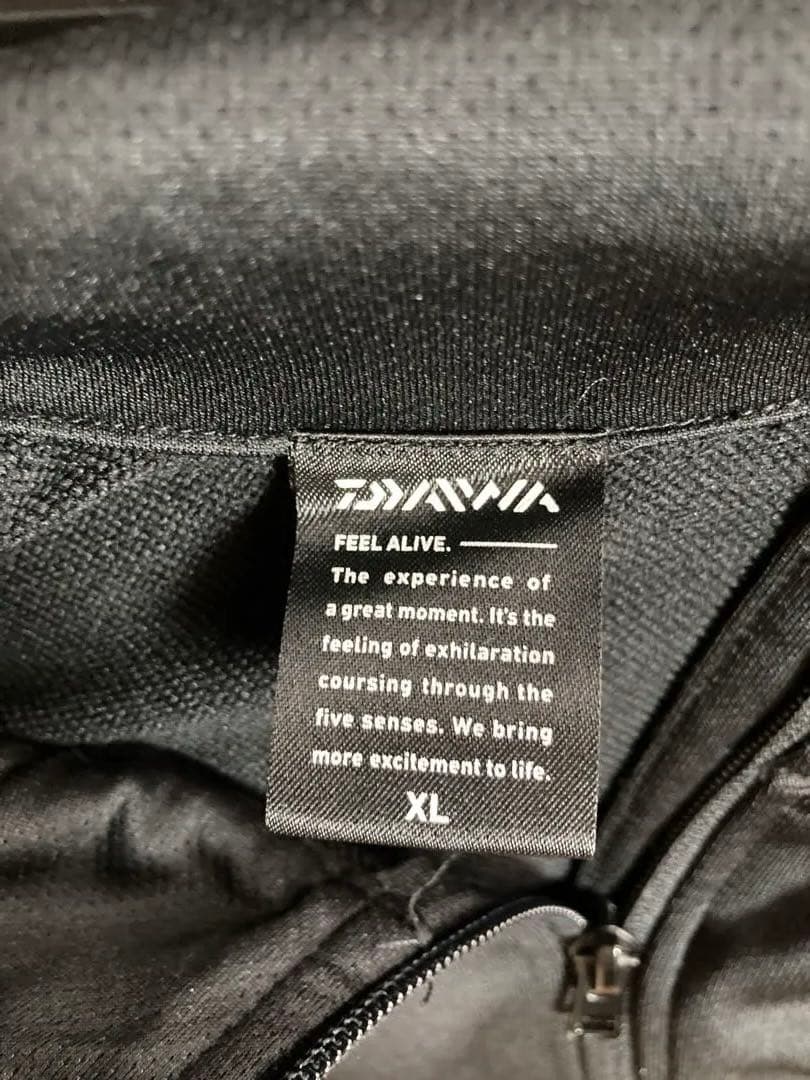 DAIWA
FEEL ALIVE.
The experience of
a great moment. It's the
feeling of exhilaration
coursing through the
five senses. We bring
more excitement to life.
XL